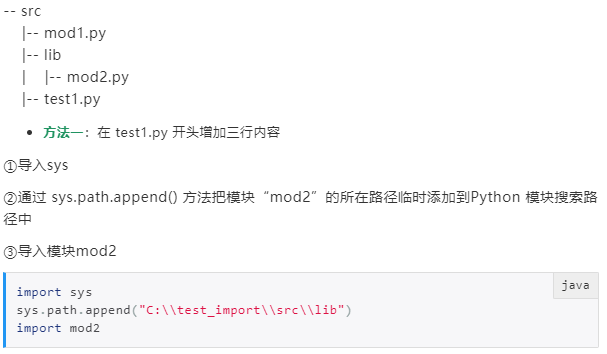 -- src
|-- mod1.py
|-- lib
| |-- mod2.py
|-- test1.py
• 方法一：在 test1.py 开头增加三行内容
①导入sys
②通过 sys.path.append() 方法把模块“mod2”的所在路径临时添加到Python 模块搜索路
径中
③导入模块mod2
java
import sys
sys.path.append("C:\\test_import\\src\\lib")
import mod2